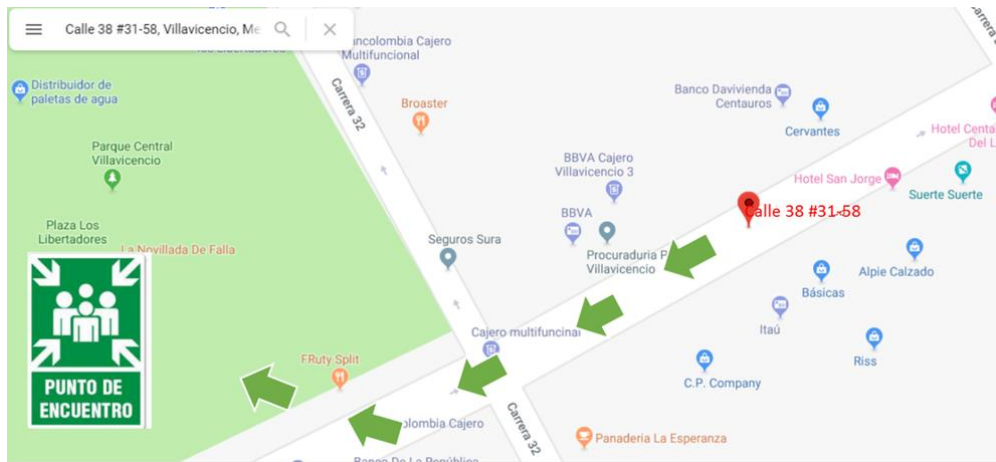 Calle 38 #31-58, Villavicencio, Me
Bancolombia Cajero
Multifuncional
Carrera 32
Carrera 3
Distribuidor de
paletas de agua
Broaster
Banco Davivienda
Centauros
Cervantes
Hotel Centa
Del L
Parque Central
Villavicencio
BBVA Cajero
Villavicencio 3
Hotel San Jorge
Suerte Suerte
BBVA
Calle 38 #31-58
Plaza Los
Libertadores
La Novillada De Falla
Seguros Sura
Procuraduria P
Villavicencio
Alpie Calzado
Básicas
Itaú
Cajero multifuncinal
Riss
FRuty Split
C.P. Company
PUNTO DE
ENCUENTRO
olombia Cajero
Carrera 32
Panadería La Esperanza
Banco De La República